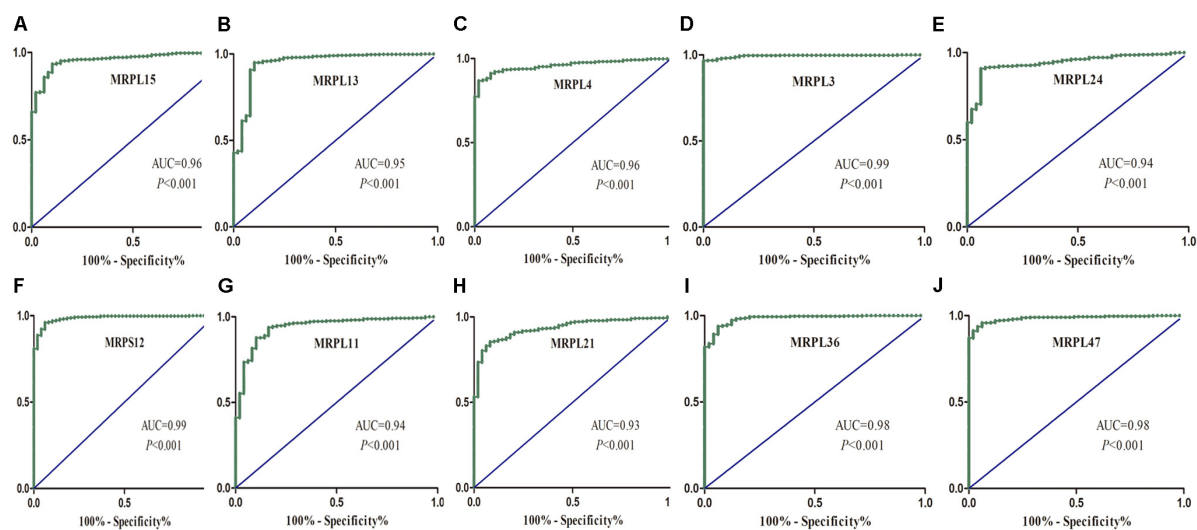 A
1.0
0.5
0.0
0.0
0.5
MRPL15
AUC=0.96
P<0.001
100% - Specificity%
B
1.0
0.5
0.0
0.0
0.5
1.0
MRPL13
AUC=0.95
P<0.001
100% - Specificity%
C
1.0
0.5
0.0
0.0
0.5
1
MRPL4
AUC=0.96
P<0.001
100% - Specificity%
D
1.0
0.5
0.0
0.0
0.5
1.0
MRPL3
AUC=0.99
P<0.001
100% - Specificity%
E
1.0
0.5
0.0
0.0
0.5
1.0
MRPL24
AUC=0.94
P<0.001
100% - Specificity%
F
1.0
0.5
0.0
0.0
0.5
MRPS12
AUC=0.99
P<0.001
100% - Specificity%
G
1.0
0.5
0.0
0.0
0.5
1.0
MRPL11
AUC=0.94
P<0.001
100% - Specificity%
H
1.0
0.5
0.0
0.0
0.5
1
MRPL21
AUC=0.93
P<0.001
100% - Specificity%
I
1.0
0.5
0.0
0.0
0.5
1.0
MRPL36
AUC=0.98
P<0.001
100% - Specificity%
J
1.0
0.5
0.0
0.0
0.5
1.0
MRPL47
AUC=0.98
P<0.001
100% - Specificity%